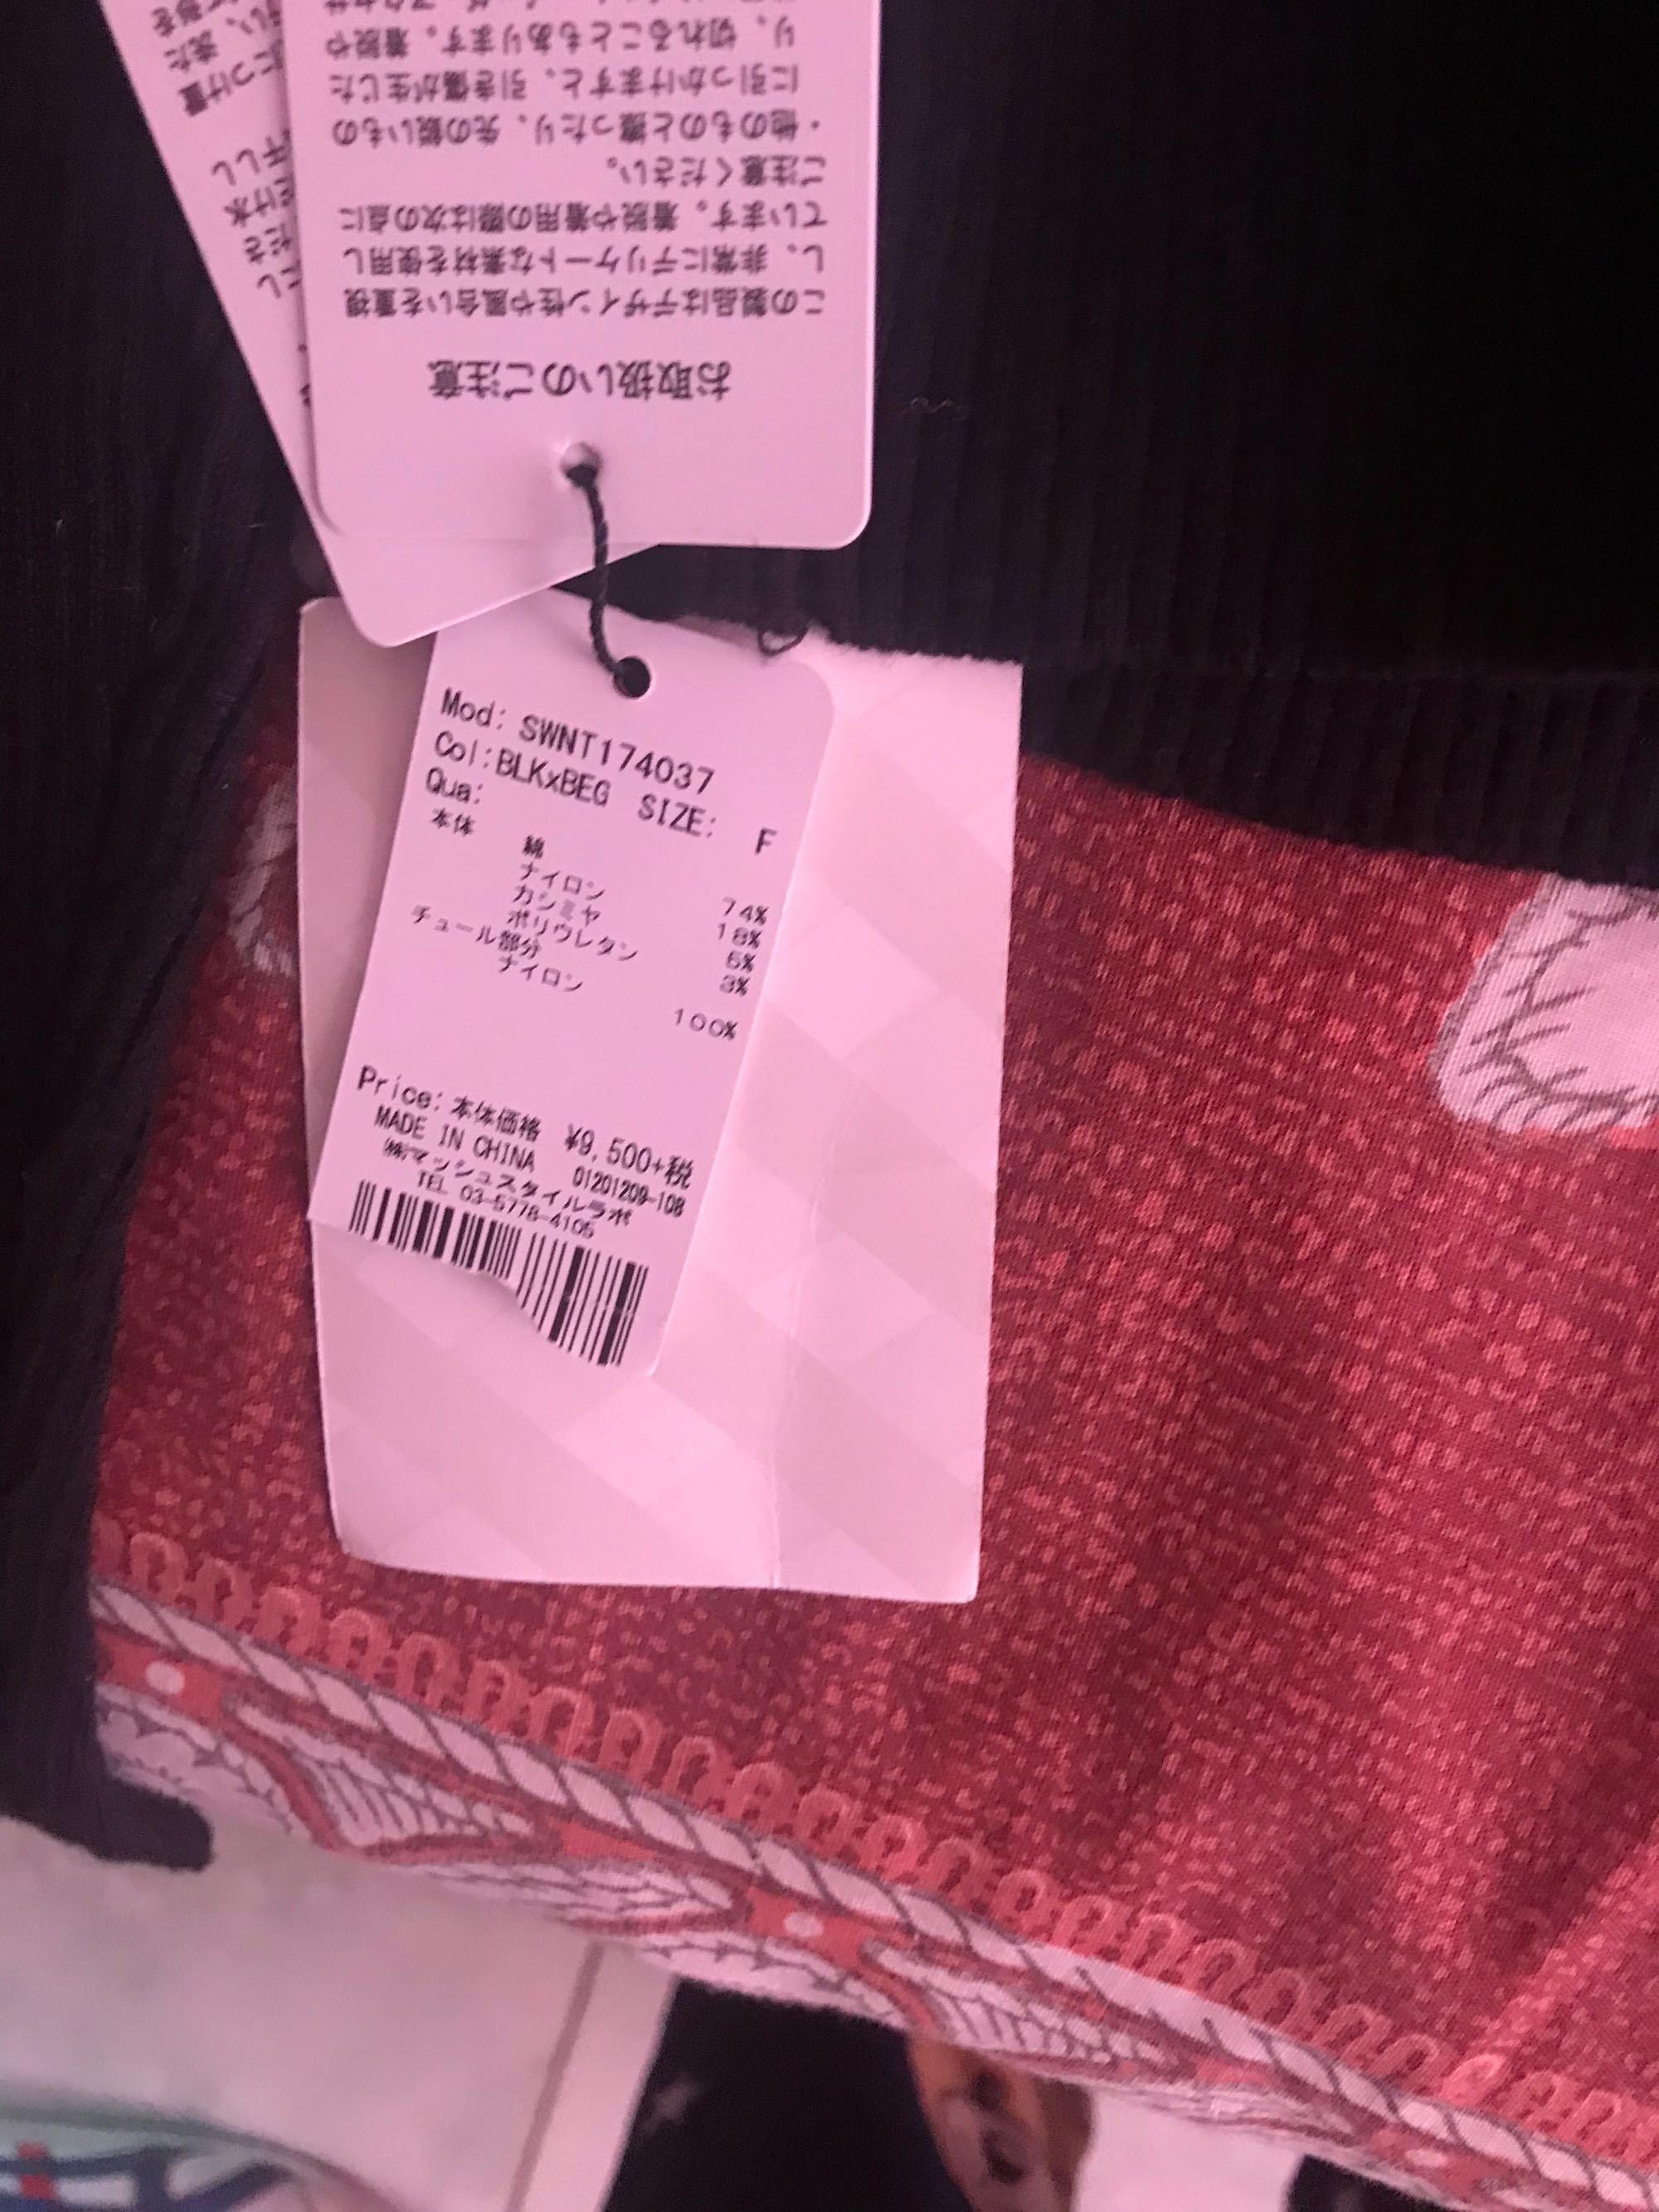 お取扱いのご注意
この製品はデザイン性や風合いを重視
し、非常にデリケートな素材を使用し
ています。着脱や着用の際は次の点に
ご注意ください。
・他のものと擦ったり、先の鋭いもの
に引っかけますと、引き傷が生じた
り、切れることもあります。着脱や
Mod: SWNT174037
Col:BLKxBEG SIZE: F
Qua:
本体
綿 74%
ナイロン 18%
カシミヤ 5%
ポリウレタン 3%
チュール部分
ナイロン 100%
Price:本体価格 ¥9,500+税
MADE IN CHINA 01201209-108
㈱マッシュスタイルラボ
TEL 03-5778-4105